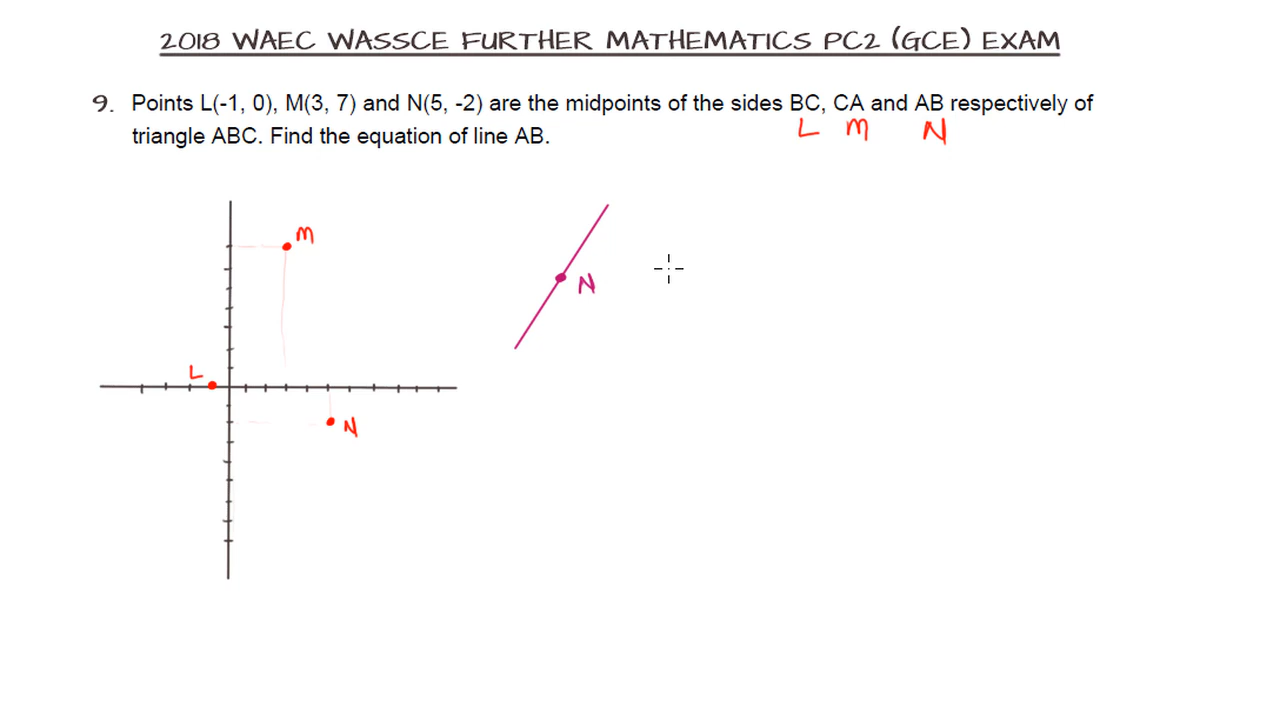 2018 WAEC WASSCE FURTHER MATHEMATICS PC2 (GCE) EXAM
9. Points L(-1, 0), M(3, 7) and N(5, -2) are the midpoints of the sides BC, CA and AB respectively of
triangle ABC. Find the equation of line AB.
L M N
M
N
L
N